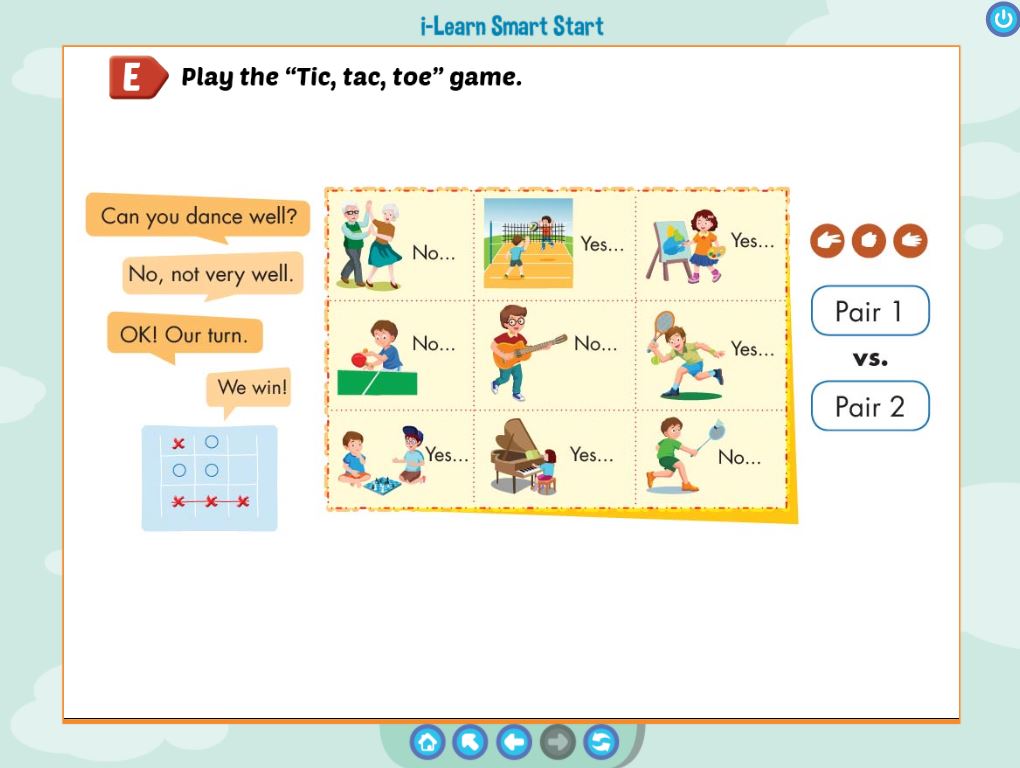 i-Learn Smart Start
E Play the “Tic, tac, toe” game.
Can you dance well?
No, not very well.
OK! Our turn.
We win!
No... Yes... Yes...
No... No... Yes...
Yes... Yes... No...
Pair 1
vs.
Pair 2